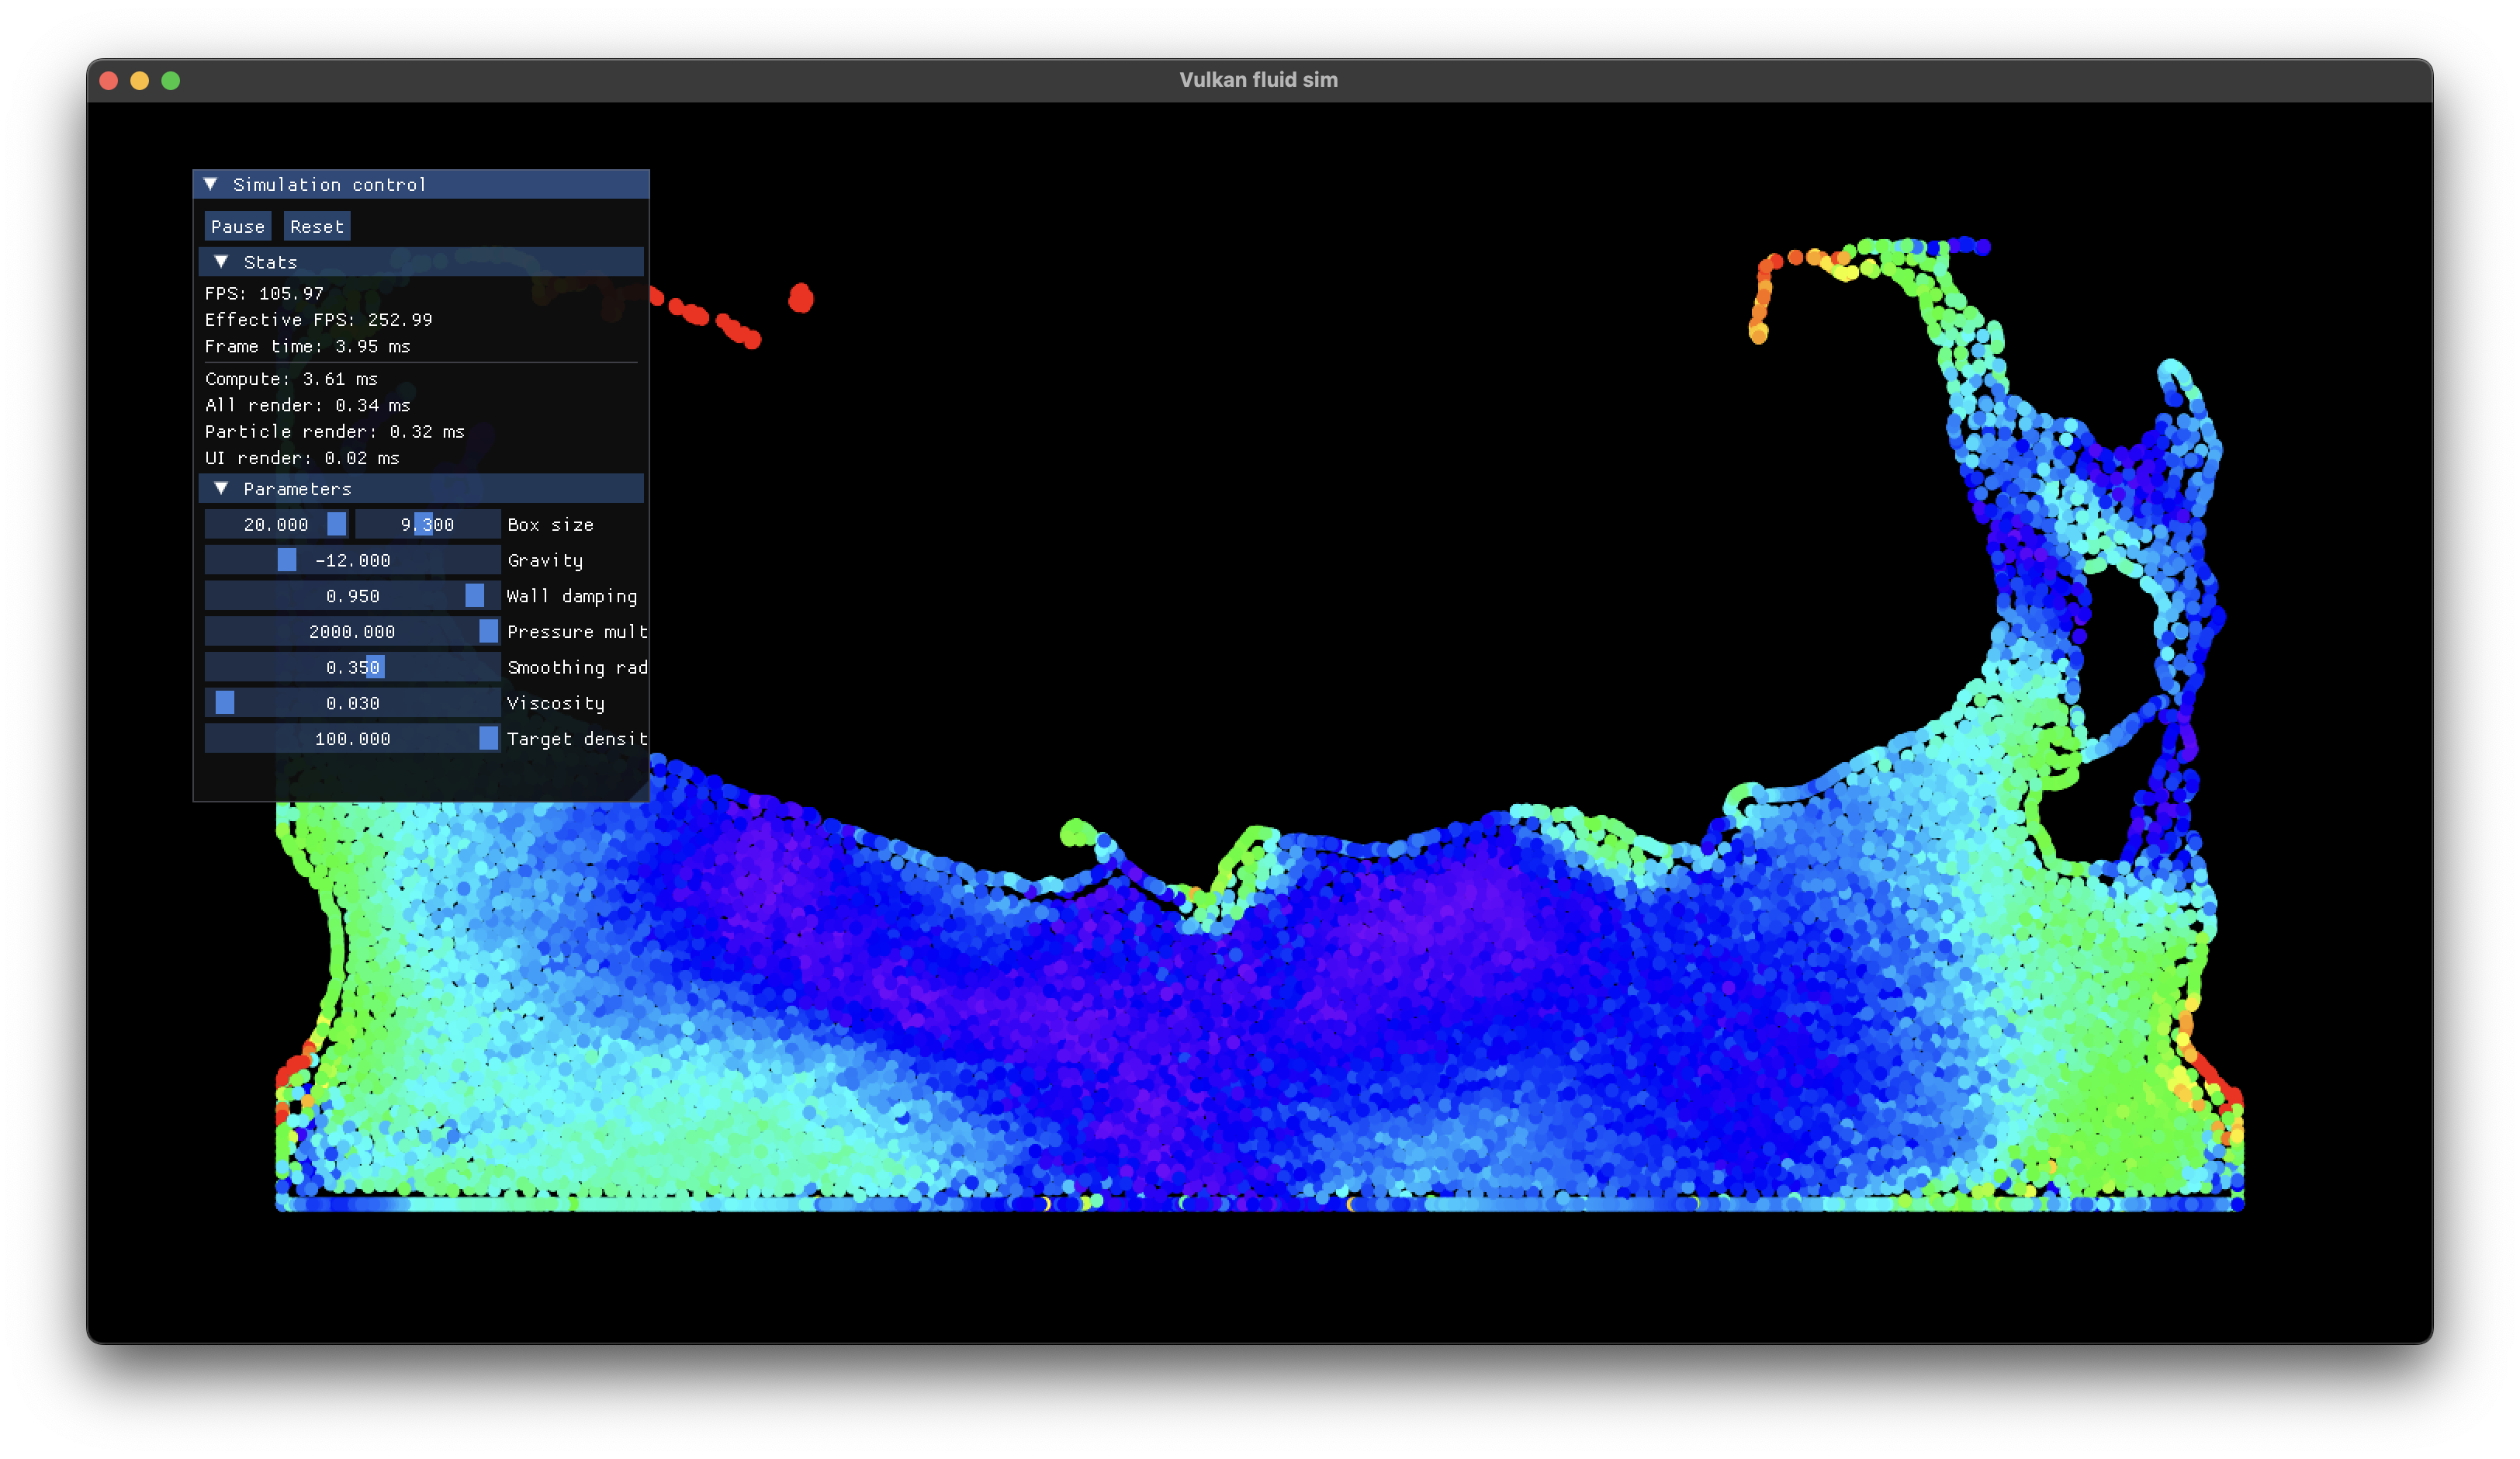 Vulkan fluid sim
Simulation control
Pause Reset
Stats
FPS: 105.97
Effective FPS: 252.99
Frame time: 3.95 ms
Compute: 3.61 ms
All render: 0.34 ms
Particle render: 0.32 ms
UI render: 0.02 ms
Parameters
20.000 9.300 Box size
-12.000 Gravity
0.950 Wall damping
2000.000 Pressure mult
0.350 Smoothing rad
0.030 Viscosity
100.000 Target densit